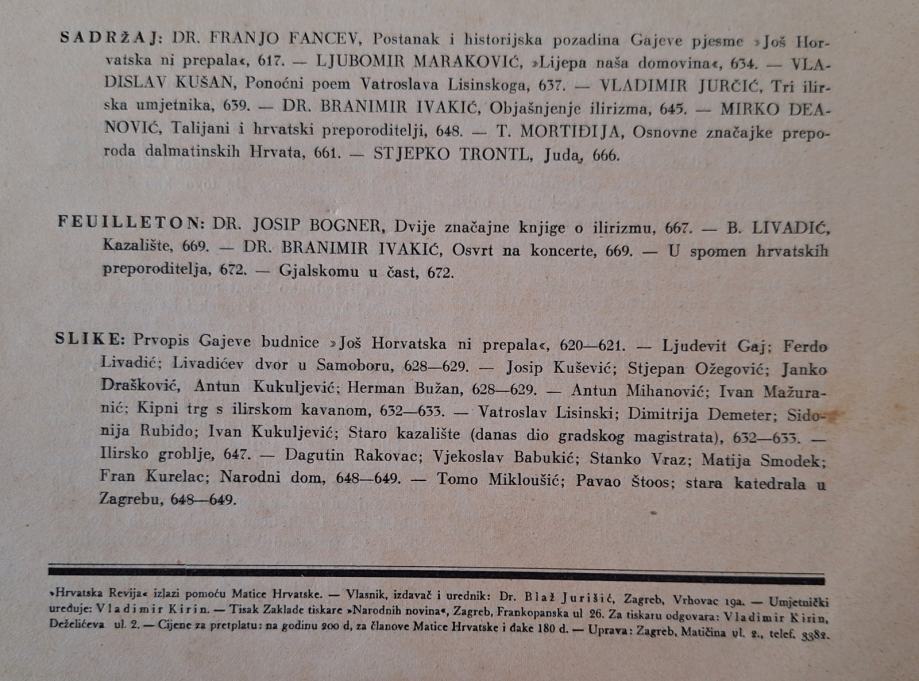 SADRŽAJ: DR. FRANJO FANCEV, Postanak i historijska pozadina Gajeve pjesme »Još Hor-
vatska ni prepala«, 617. — LJUBOMIR MARAKOVIĆ, »Lijepa naša domovina«, 634. — VLA-
DISLAV KUŠAN, Ponoćni poem Vatroslava Lisinskoga, 637. — VLADIMIR JURČIĆ, Tri ilir-
ska umjetnika, 639. — DR. BRANIMIR IVAKIĆ, Objašnjenje ilirizma, 645. — MIRKO DEA-
NOVIĆ, Talijani i hrvatski preporoditelji, 648. — T. MORTIĐIJA, Osnovne značajke prepo-
roda dalmatinskih Hrvata, 661. — STJEPKO TRONTL, Juda, 666.
FEUILLETON: DR. JOSIP BOGNER, Dvije značajne knjige o ilirizmu, 667. — B. LIVADIĆ,
Kazalište, 669. — DR. BRANIMIR IVAKIĆ, Osvrt na koncerte, 669. — U spomen hrvatskih
preporoditelja, 672. — Gjalskomu u čast, 672.
SLIKE: Prvopis Gajeve budnice »Još Horvatska ni prepala«, 620—621. — Ljudevit Gaj; Ferdo
Livadić; Livadićev dvor u Samoboru, 628—629. — Josip Kušević; Stjepan Ožegović; Janko
Drašković, Antun Kukuljević; Herman Bužan, 628—629. — Antun Mihanović; Ivan Mažura-
nić; Kipni trg s ilirskom kavanom, 632—633. — Vatroslav Lisinski; Dimitrija Demeter; Sido-
nija Rubido; Ivan Kukuljević; Staro kazalište (danas dio gradskog magistrata), 632—633. —
Ilirsko groblje, 647. — Dagutin Rakovac; Vjekoslav Babukić; Stanko Vraz; Matija Smodek;
Fran Kurelac; Narodni dom, 648—649. — Tomo Mikloušić; Pavao Štoos; stara katedrala u
Zagrebu, 648—649.
»Hrvatska Revija« izlazi pomoću Matice Hrvatske. — Vlasnik, izdavač i urednik: Dr. Blaž Jurišić, Zagreb, Vrhovac 19a. — Umjetnički
uređuje: Vladimir Kirin. — Tisak Zaklade tiskare »Narodnih novina«, Zagreb, Frankopanska ul 26. Za tiskaru odgovara: Vladimir Kirin,
Deželićeva ul. 2. — Cijene za pretplatu: na godinu 200 d, za članove Matice Hrvatske i đake 180 d. — Uprava: Zagreb, Matičina ul. 2., telef. 3382.